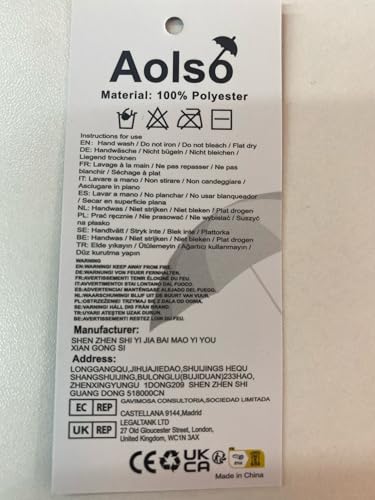 Aolso
Material: 100% Polyester
Instructions for use
EN: Hand wash / Do not iron / Do not bleach / Flat dry
DE: Handwäsche / Nicht bügeln / Nicht bleichen /
Liegend trocknen
FR: Lavage à la main / Ne pas repasser / Ne pas
blanchir / Séchage à plat
IT: Lavare a mano / Non stirare / Non candeggiare /
Asciugare in piano
ES: Lavar a mano / No planchar / No usar blanqueador
/ Secar en superficie plana
NL: Handwas / Niet strijken / Niet bleken / Plat drogen
PL: Prać ręcznie / Nie prasować / Nie wybielać / Suszyć
na płasko
SE: Handtvätt / Stryk inte / Blek inte / Plattorka
BE: Handwas / Niet strijken / Niet bleken / Plat drogen
TR: Elde yıkayın / Ütülemeyin / Ağartıcı kullanmayın /
Düz kurutma yapın
WARNING
EN:WARNING! KEEP AWAY FROM FIRE.
DE:WARNUNG! VON FEUER FERNHALTEN.
FR:AVERTISSEMENT! TENIR ÉLOIGNÉ DU FEU.
IT:AVVERTIMENTO! STAI LONTANO DAL FUOCO.
ES:ADVERTENCIA! MANTÉNGASE ALEJADO DEL FUEGO.
NL:WAARSCHUWING! BLIJF UIT DE BUURT VAN VUUR.
PL:OSTRZEŻENIE! TRZYMAJ SIĘ Z DALA OD OGNIA.
SE:VARNING! HÅLL DIG FRÅN BRAND.
TR:UYARI! ATEŞTEN UZAK DURUN.
BE:AVERTISSEMENT! RESTEZ LOIN DU FEU.
Manufacturer:
SHEN ZHEN SHI YI JIA BAI MAO YI YOU
XIAN GONG SI
Address:
LONGGANGQU,JIHUAJIEDAO,SHUIJINGS HEQU
SHANGSHUIJING,BULONGLU(BUJIDUAN)233HAO,
ZHENXINGYUNGU 1DONG209 SHEN ZHEN SHI
GUANG DONG 518000CN
EC REP
GAVIMOSA CONSULTORIA,SOCIEDAD LIMITADA
CASTELLANA 9144,Madrid
UK REP
LEGALTANK LTD
27 Old Gloucester Street, London,
United Kingdom, WC1N 3AX
CE UK
CA
Made in China